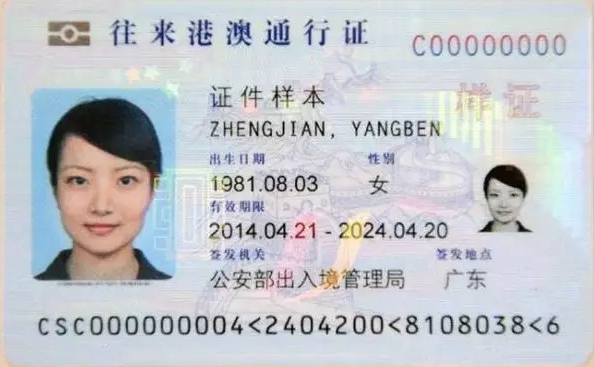 往来港澳通行证
C00000000
样证
证件样本
ZHENGJIAN, YANGBEN
出生日期 性别
1981.08.03 女
有效期限
2014.04.21 - 2024.04.20
签发机关 签发地点
公安部出入境管理局 广东
CSC000000004<2404200<8108038<6